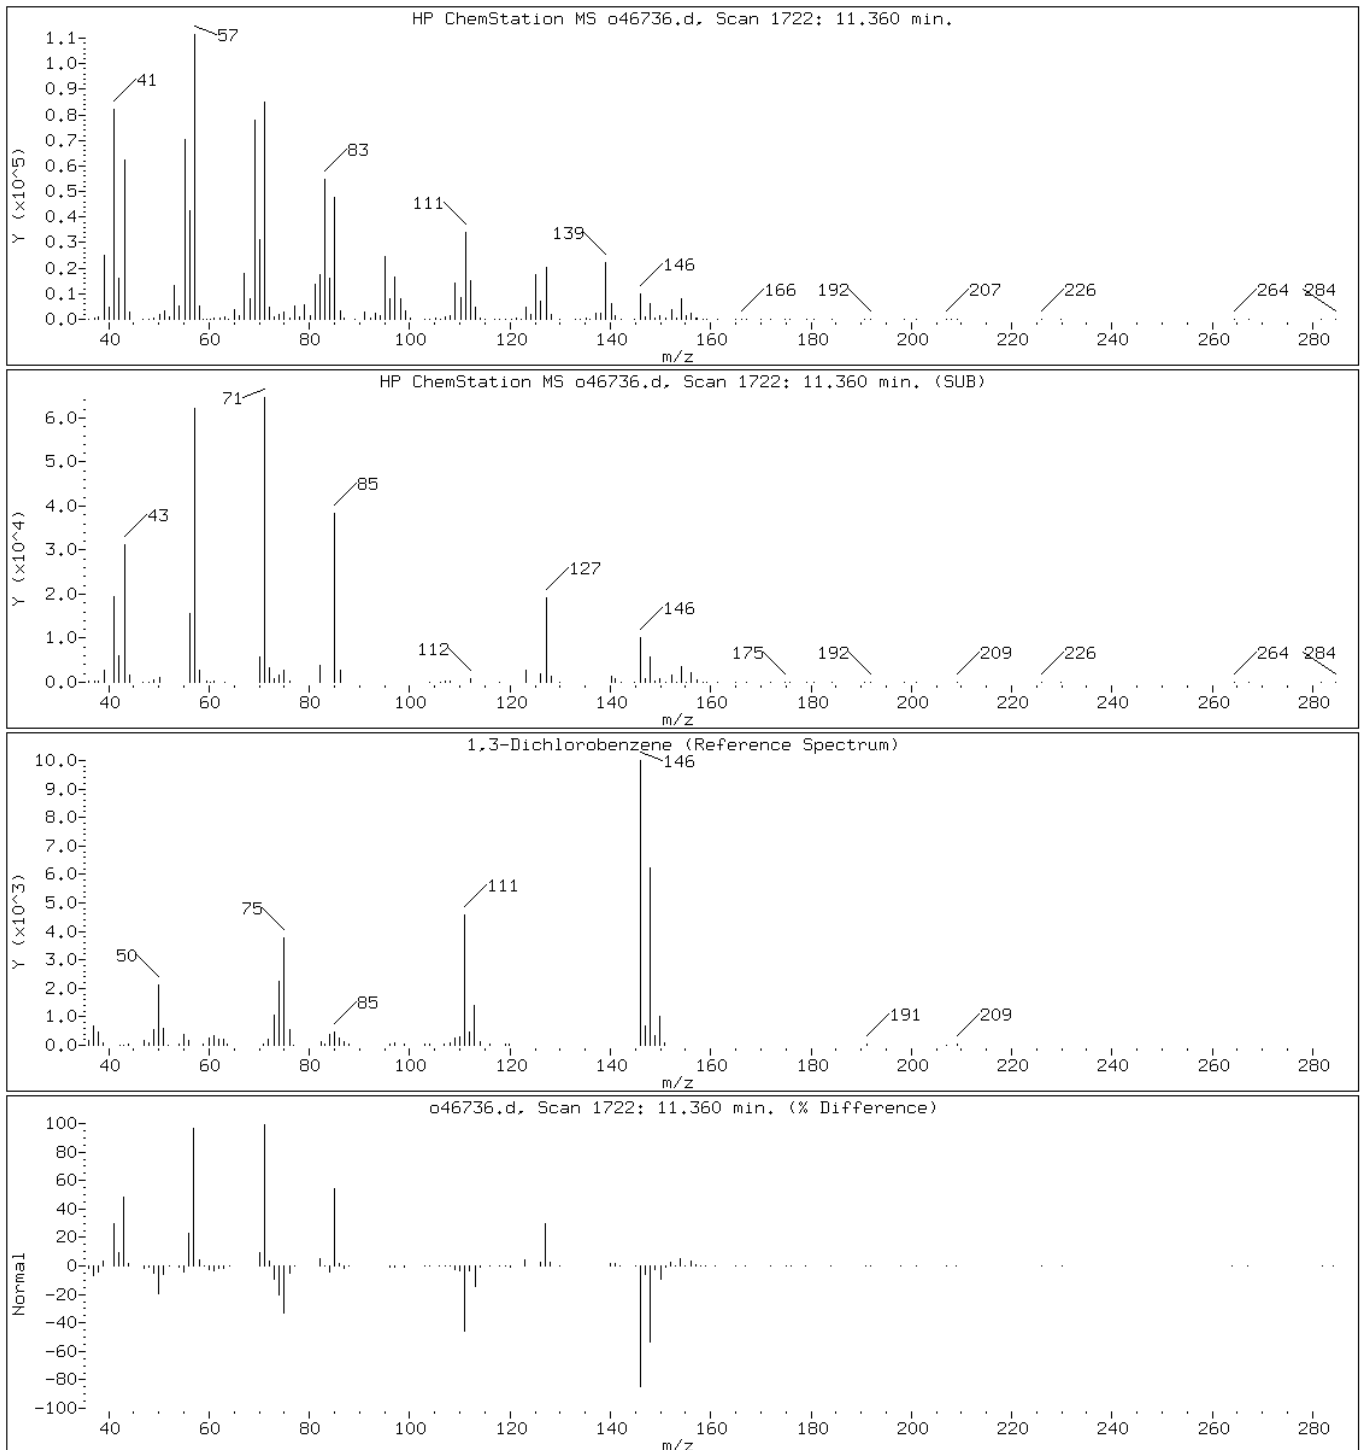 HP ChemStation MS o46736.d, Scan 1722: 11.360 min.
Y (x10^5)
1.1
1.0
0.9
0.8
0.7
0.6
0.5
0.4
0.3
0.2
0.1
0.0
41 57 83 111 139 146 166 192 207 226 264 284
40 60 80 100 120 140 160 180 200 220 240 260 280
m/z
HP ChemStation MS o46736.d, Scan 1722: 11.360 min. (SUB)
Y (x10^4)
6.0
5.0
4.0
3.0
2.0
1.0
0.0
43 71 85 112 127 146 175 192 209 226 264 284
40 60 80 100 120 140 160 180 200 220 240 260 280
m/z
1,3-Dichlorobenzene (Reference Spectrum)
Y (x10^3)
10.0
9.0
8.0
7.0
6.0
5.0
4.0
3.0
2.0
1.0
0.0
50 75 85 111 146 191 209
40 60 80 100 120 140 160 180 200 220 240 260 280
m/z
o46736.d, Scan 1722: 11.360 min. (% Difference)
Normal
100
80
60
40
20
0
-20
-40
-60
-80
-100
40 60 80 100 120 140 160 180 200 220 240 260 280
m/z